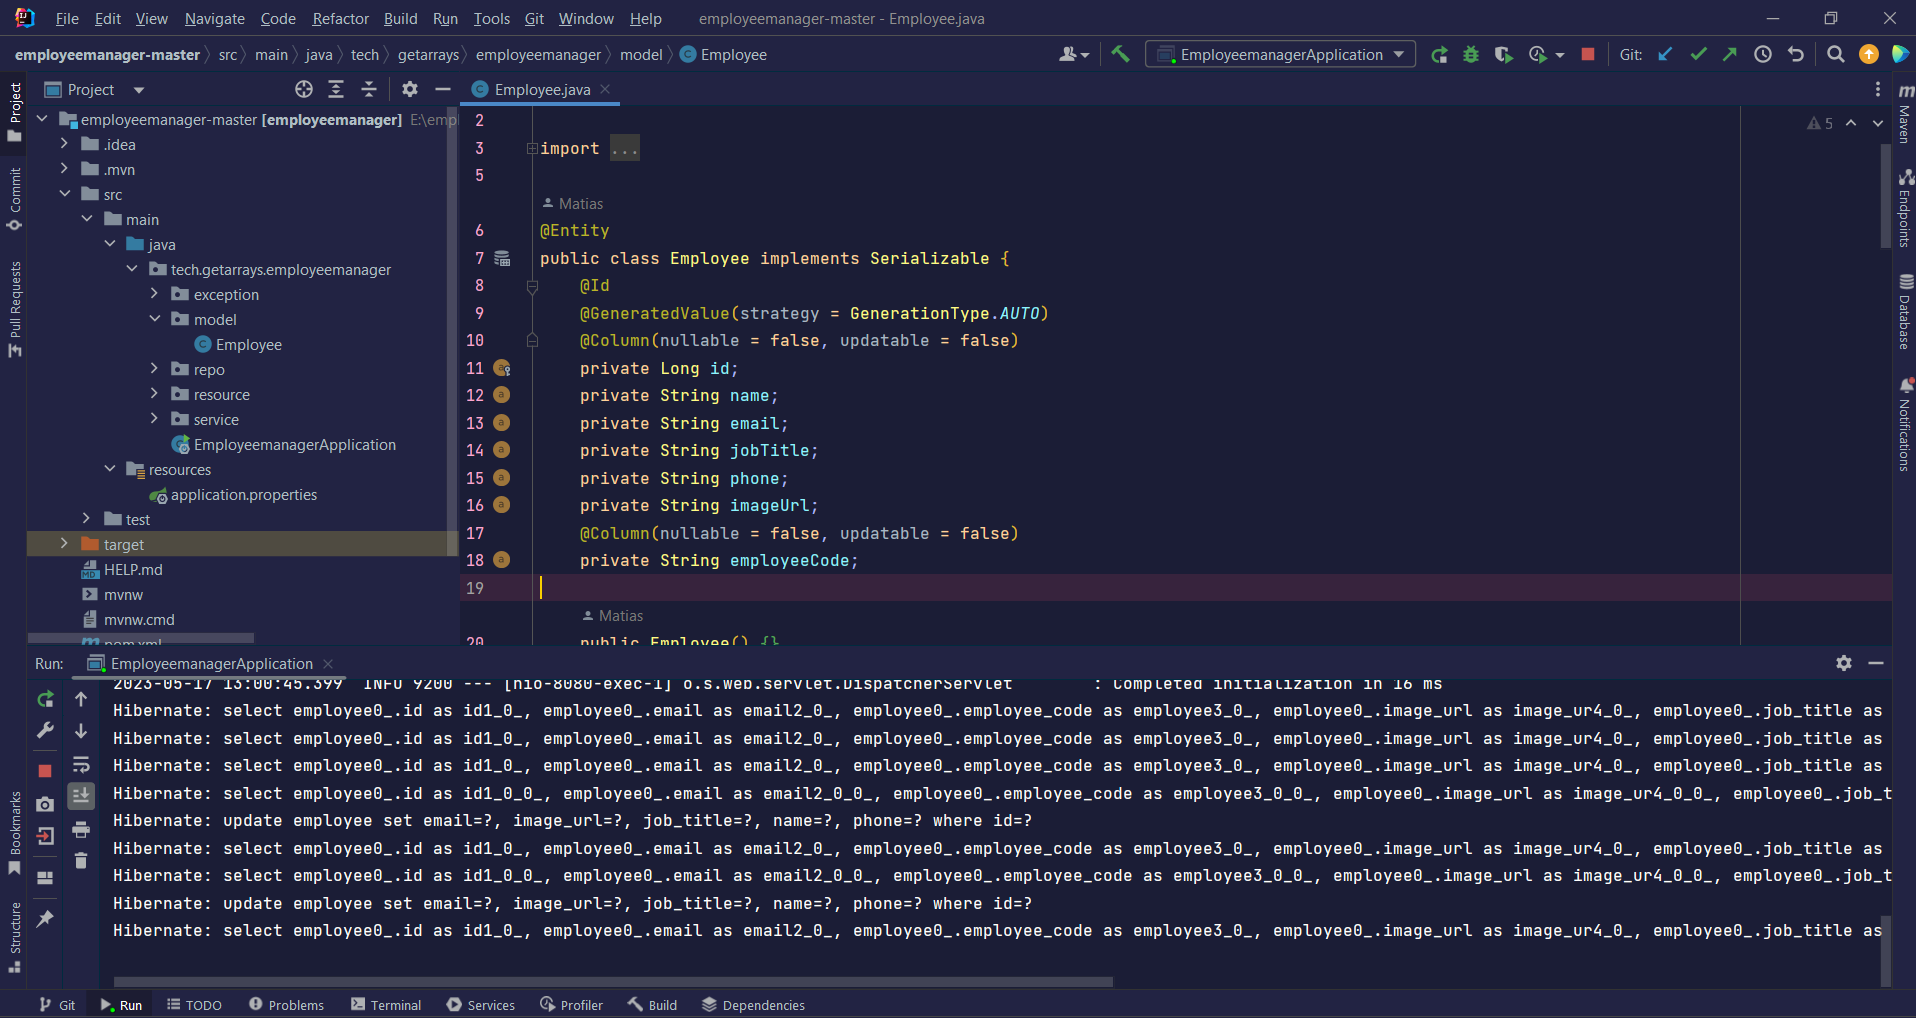 File Edit View Navigate Code Refactor Build Run Tools Git Window Help employeemanager-master - Employee.java
employeemanager-master src main java tech getarrays employeemanager model Employee EmployeemanagerApplication Git:
Project
Employee.java
employeemanager-master [employeemanager] E:\emp
.idea
.mvn
src
main
java
tech.getarrays.employeemanager
exception
model
Employee
repo
resource
service
EmployeemanagerApplication
resources
application.properties
test
target
HELP.md
mvnw
mvnw.cmd
pom.xml
5
2
3 import ...
5
Matias
6 @Entity
7 public class Employee implements Serializable {
8 @Id
9 @GeneratedValue(strategy = GenerationType.AUTO)
10 @Column(nullable = false, updatable = false)
11 private Long id;
12 private String name;
13 private String email;
14 private String jobTitle;
15 private String phone;
16 private String imageUrl;
17 @Column(nullable = false, updatable = false)
18 private String employeeCode;
19
Matias
20 public Employee() {}
Project
Commit
Pull Requests
Bookmarks
Structure
Maven
Endpoints
Database
Notifications
Run: EmployeemanagerApplication
2023-05-17 13:00:45.399 INFO 9200 --- [nio-8080-exec-1] o.s.web.servlet.DispatcherServlet : Completed initialization in 16 ms
Hibernate: select employee0_.id as id1_0_, employee0_.email as email2_0_, employee0_.employee_code as employee3_0_, employee0_.image_url as image_ur4_0_, employee0_.job_title as
Hibernate: select employee0_.id as id1_0_, employee0_.email as email2_0_, employee0_.employee_code as employee3_0_, employee0_.image_url as image_ur4_0_, employee0_.job_title as
Hibernate: select employee0_.id as id1_0_, employee0_.email as email2_0_, employee0_.employee_code as employee3_0_, employee0_.image_url as image_ur4_0_, employee0_.job_title as
Hibernate: select employee0_.id as id1_0_0_, employee0_.email as email2_0_0_, employee0_.employee_code as employee3_0_0_, employee0_.image_url as image_ur4_0_0_, employee0_.job_t
Hibernate: update employee set email=?, image_url=?, job_title=?, name=?, phone=? where id=?
Hibernate: select employee0_.id as id1_0_, employee0_.email as email2_0_, employee0_.employee_code as employee3_0_, employee0_.image_url as image_ur4_0_, employee0_.job_title as
Hibernate: select employee0_.id as id1_0_0_, employee0_.email as email2_0_0_, employee0_.employee_code as employee3_0_0_, employee0_.image_url as image_ur4_0_0_, employee0_.job_t
Hibernate: update employee set email=?, image_url=?, job_title=?, name=?, phone=? where id=?
Hibernate: select employee0_.id as id1_0_, employee0_.email as email2_0_, employee0_.employee_code as employee3_0_, employee0_.image_url as image_ur4_0_, employee0_.job_title as
Git Run TODO Problems Terminal Services Profiler Build Dependencies